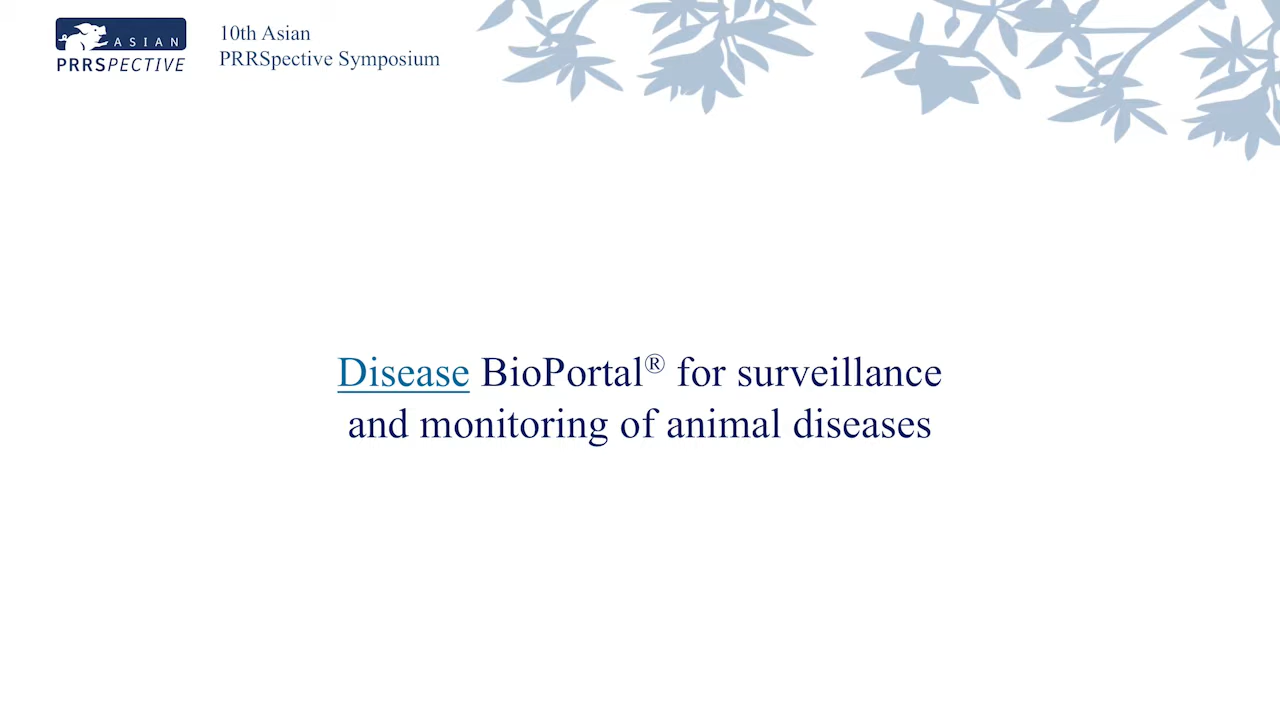 ASIAN
PRRSPECTIVE
10th Asian
PRRSpective Symposium
Disease BioPortal® for surveillance
and monitoring of animal diseases